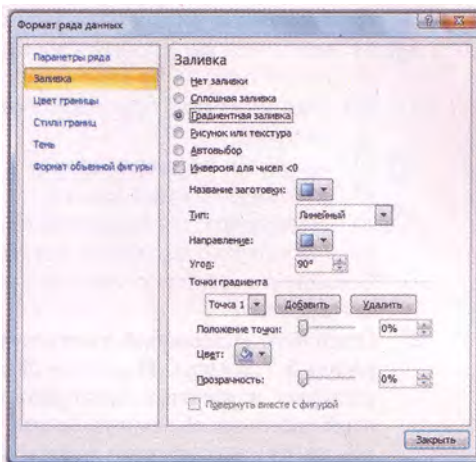 Формат ряда данных
Параметры ряда
Заливка
Цвет границы
Стили границ
Тень
Формат объемной фигуры
Заливка
Нет заливки
Сплошная заливка
Градиентная заливка
Рисунок или текстура
Автовыбор
Инверсия для чисел <0
Название заготовки:
Тип: Линейный
Направление:
Угол: 90°
Точки градиента
Точка 1 Добавить Удалить
Положение точки: 0%
Цвет:
Прозрачность: 0%
Повернуть вместе с фигурой
Закрыть